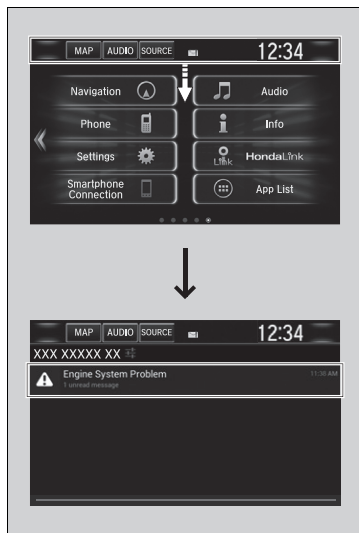 MAP AUDIO SOURCE 12:34
Navigation Audio
Phone Info
Settings Link HondaLink
Smartphone
Connection App List
MAP AUDIO SOURCE 12:34
XXX XXXXX XX
Engine System Problem 11:38 AM
1 unread message